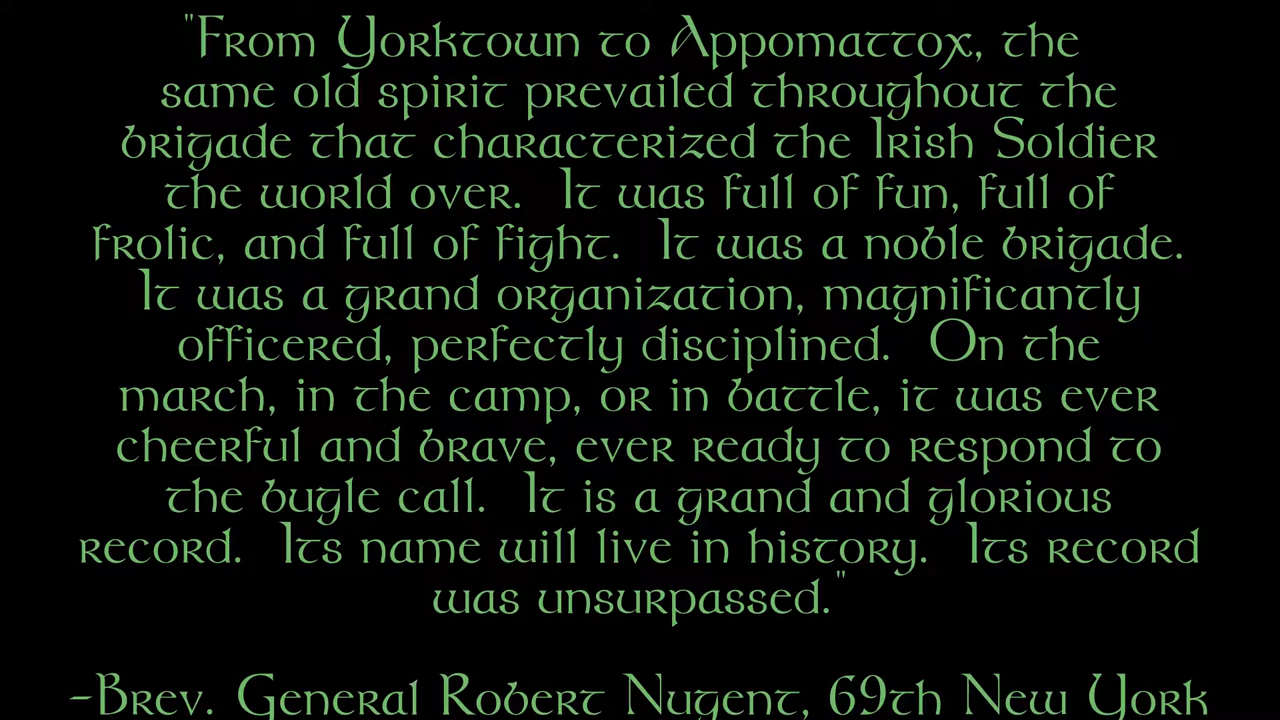 "From Yorktown to Appomattox, the
same old spirit prevailed throughout the
brigade that characterized the Irish Soldier
the world over.  It was full of fun, full of
frolic, and full of fight.  It was a noble brigade.
It was a grand organization, magnificantly
officered, perfectly disciplined.  On the
march, in the camp, or in battle, it was ever
cheerful and brave, ever ready to respond to
the bugle call.  It is a grand and glorious
record.  Its name will live in history.  Its record
was unsurpassed."
-Brev. General Robert Nugent, 69th New York